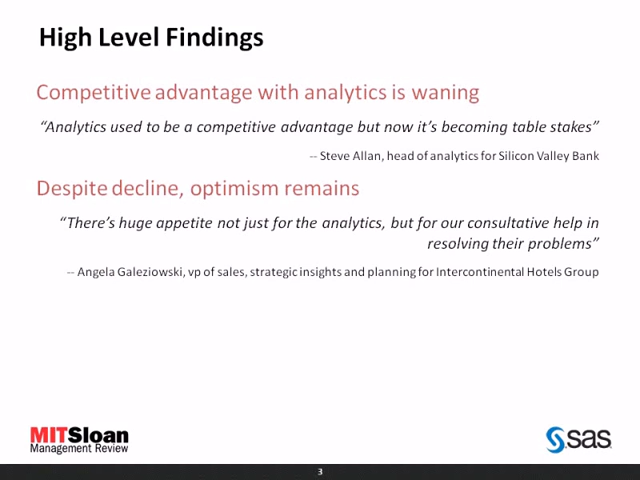 High Level Findings
Competitive advantage with analytics is waning
“Analytics used to be a competitive advantage but now it’s becoming table stakes”
-- Steve Allan, head of analytics for Silicon Valley Bank
Despite decline, optimism remains
“There’s huge appetite not just for the analytics, but for our consultative help in
resolving their problems”
-- Angela Galeziowski, vp of sales, strategic insights and planning for Intercontinental Hotels Group
MITSloan
Management Review
sas
3